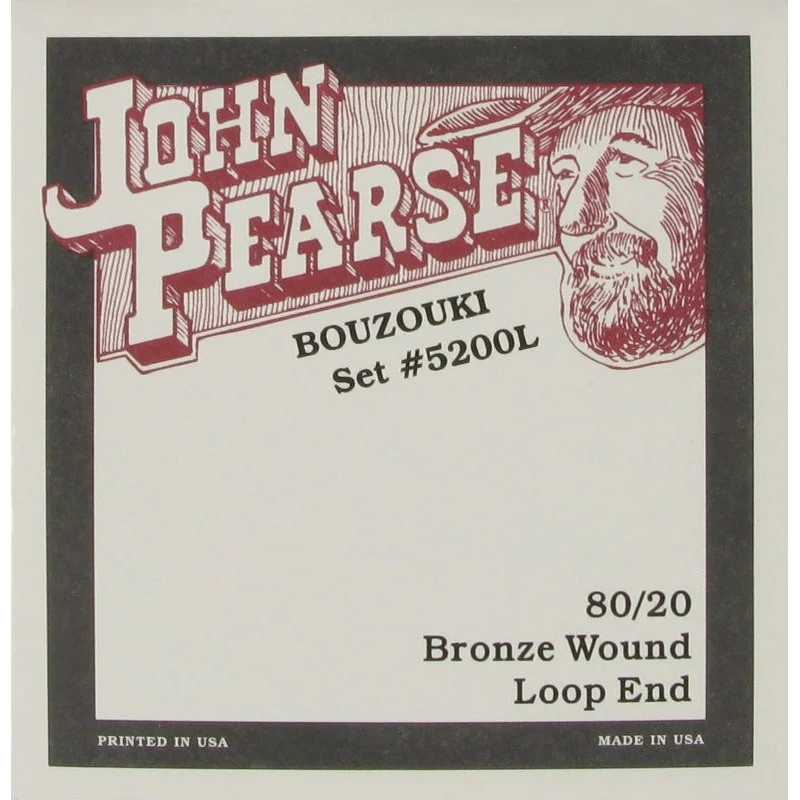 JOHN
PEARSE
BOUZOUKI
Set #5200L
80/20
Bronze Wound
Loop End
PRINTED IN USA
MADE IN USA